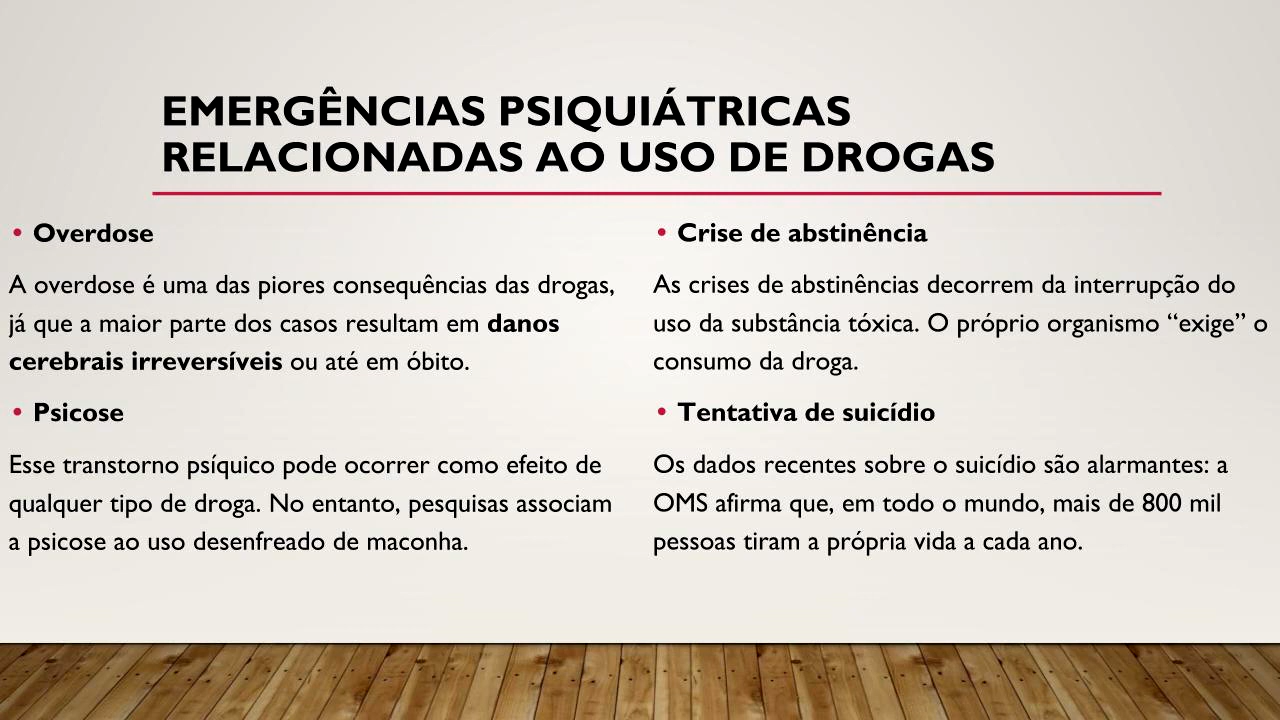 EMERGÊNCIAS PSIQUIÁTRICAS
RELACIONADAS AO USO DE DROGAS
• Overdose
A overdose é uma das piores consequências das drogas,
já que a maior parte dos casos resultam em danos
cerebrais irreversíveis ou até em óbito.
• Psicose
Esse transtorno psíquico pode ocorrer como efeito de
qualquer tipo de droga. No entanto, pesquisas associam
a psicose ao uso desenfreado de maconha.
• Crise de abstinência
As crises de abstinências decorrem da interrupção do
uso da substância tóxica. O próprio organismo “exige” o
consumo da droga.
• Tentativa de suicídio
Os dados recentes sobre o suicídio são alarmantes: a
OMS afirma que, em todo o mundo, mais de 800 mil
pessoas tiram a própria vida a cada ano.